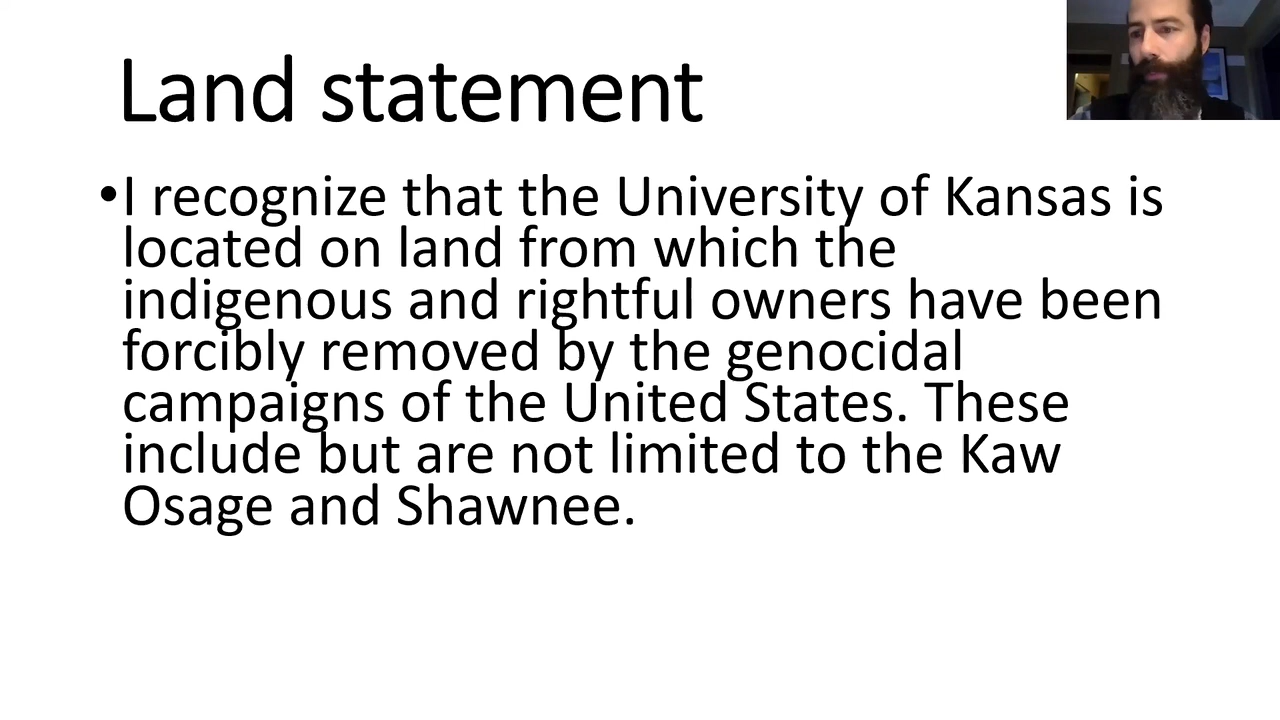 Land statement
•I recognize that the University of Kansas is
located on land from which the
indigenous and rightful owners have been
forcibly removed by the genocidal
campaigns of the United States. These
include but are not limited to the Kaw
Osage and Shawnee.